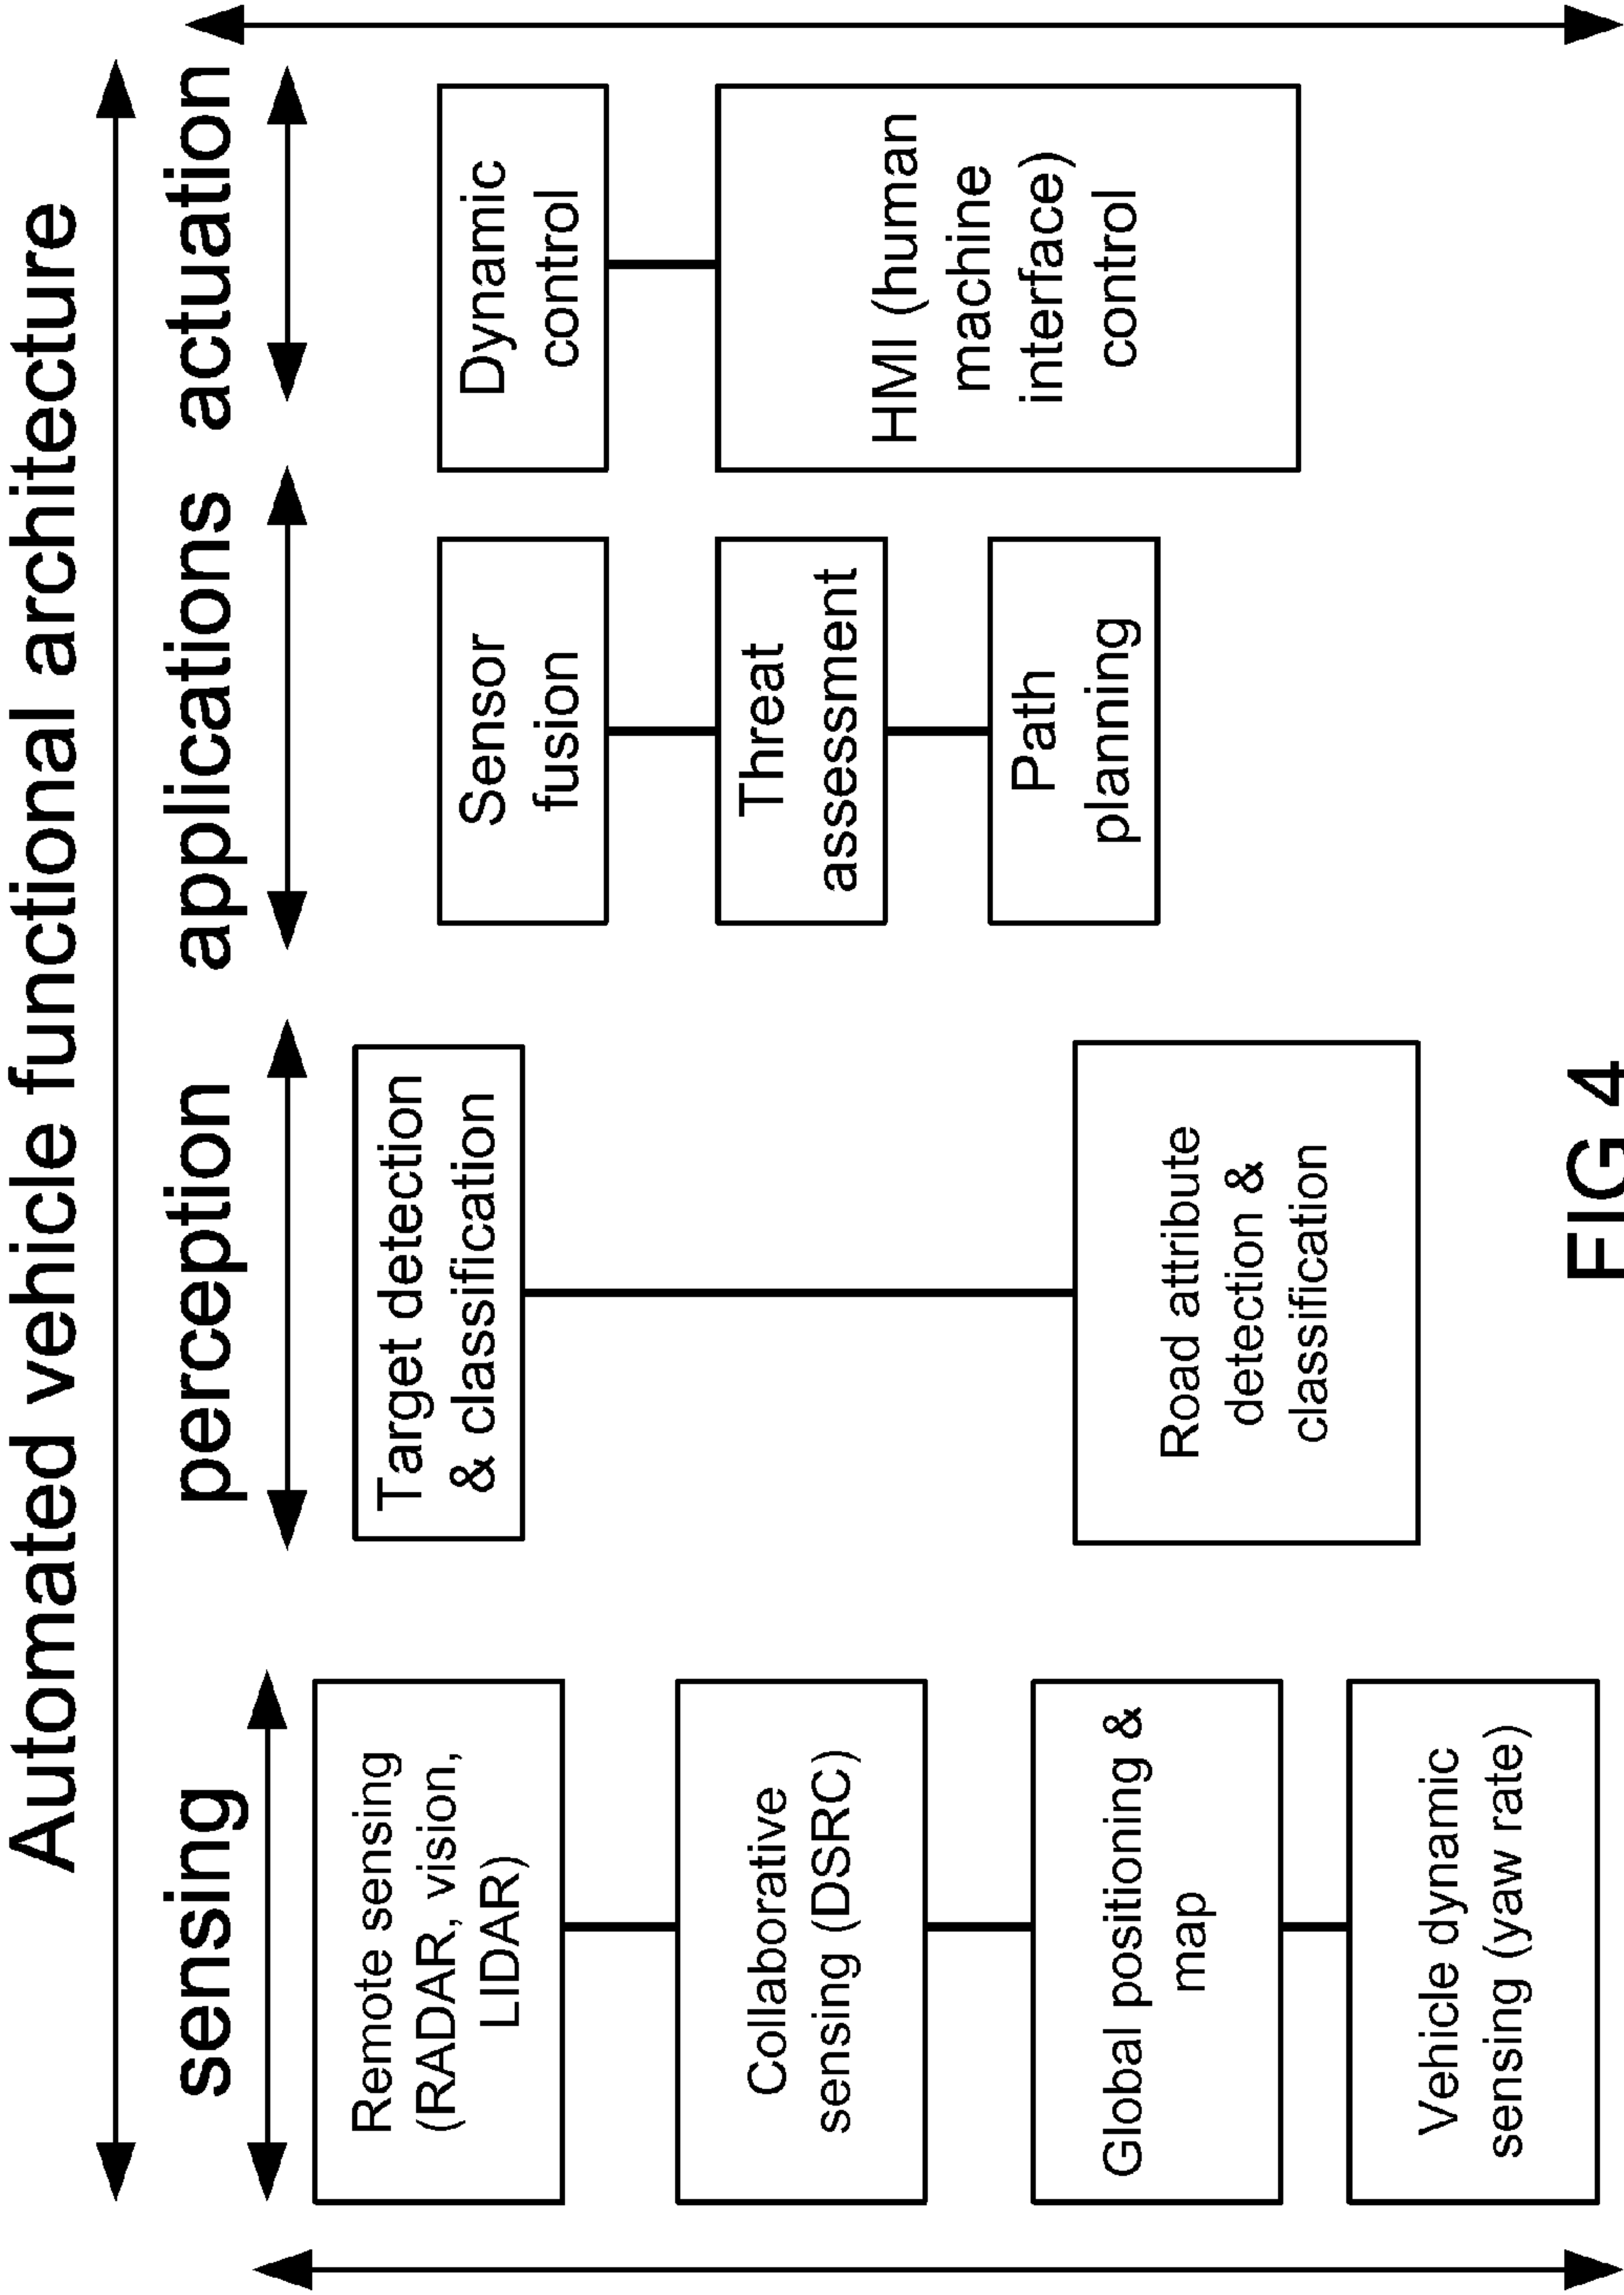 Automated vehicle functional architecture
sensing
perception
applications
actuation
Remote sensing
(RADAR, vision,
LIDAR)
Collaborative
sensing (DSRC)
Global positioning &
map
Vehicle dynamic
sensing (yaw rate)
Target detection
& classification
Road attribute
detection &
classification
Sensor
fusion
Threat
assessment
Path
planning
Dynamic
control
HMI (human
machine
interface)
control
FIG 4